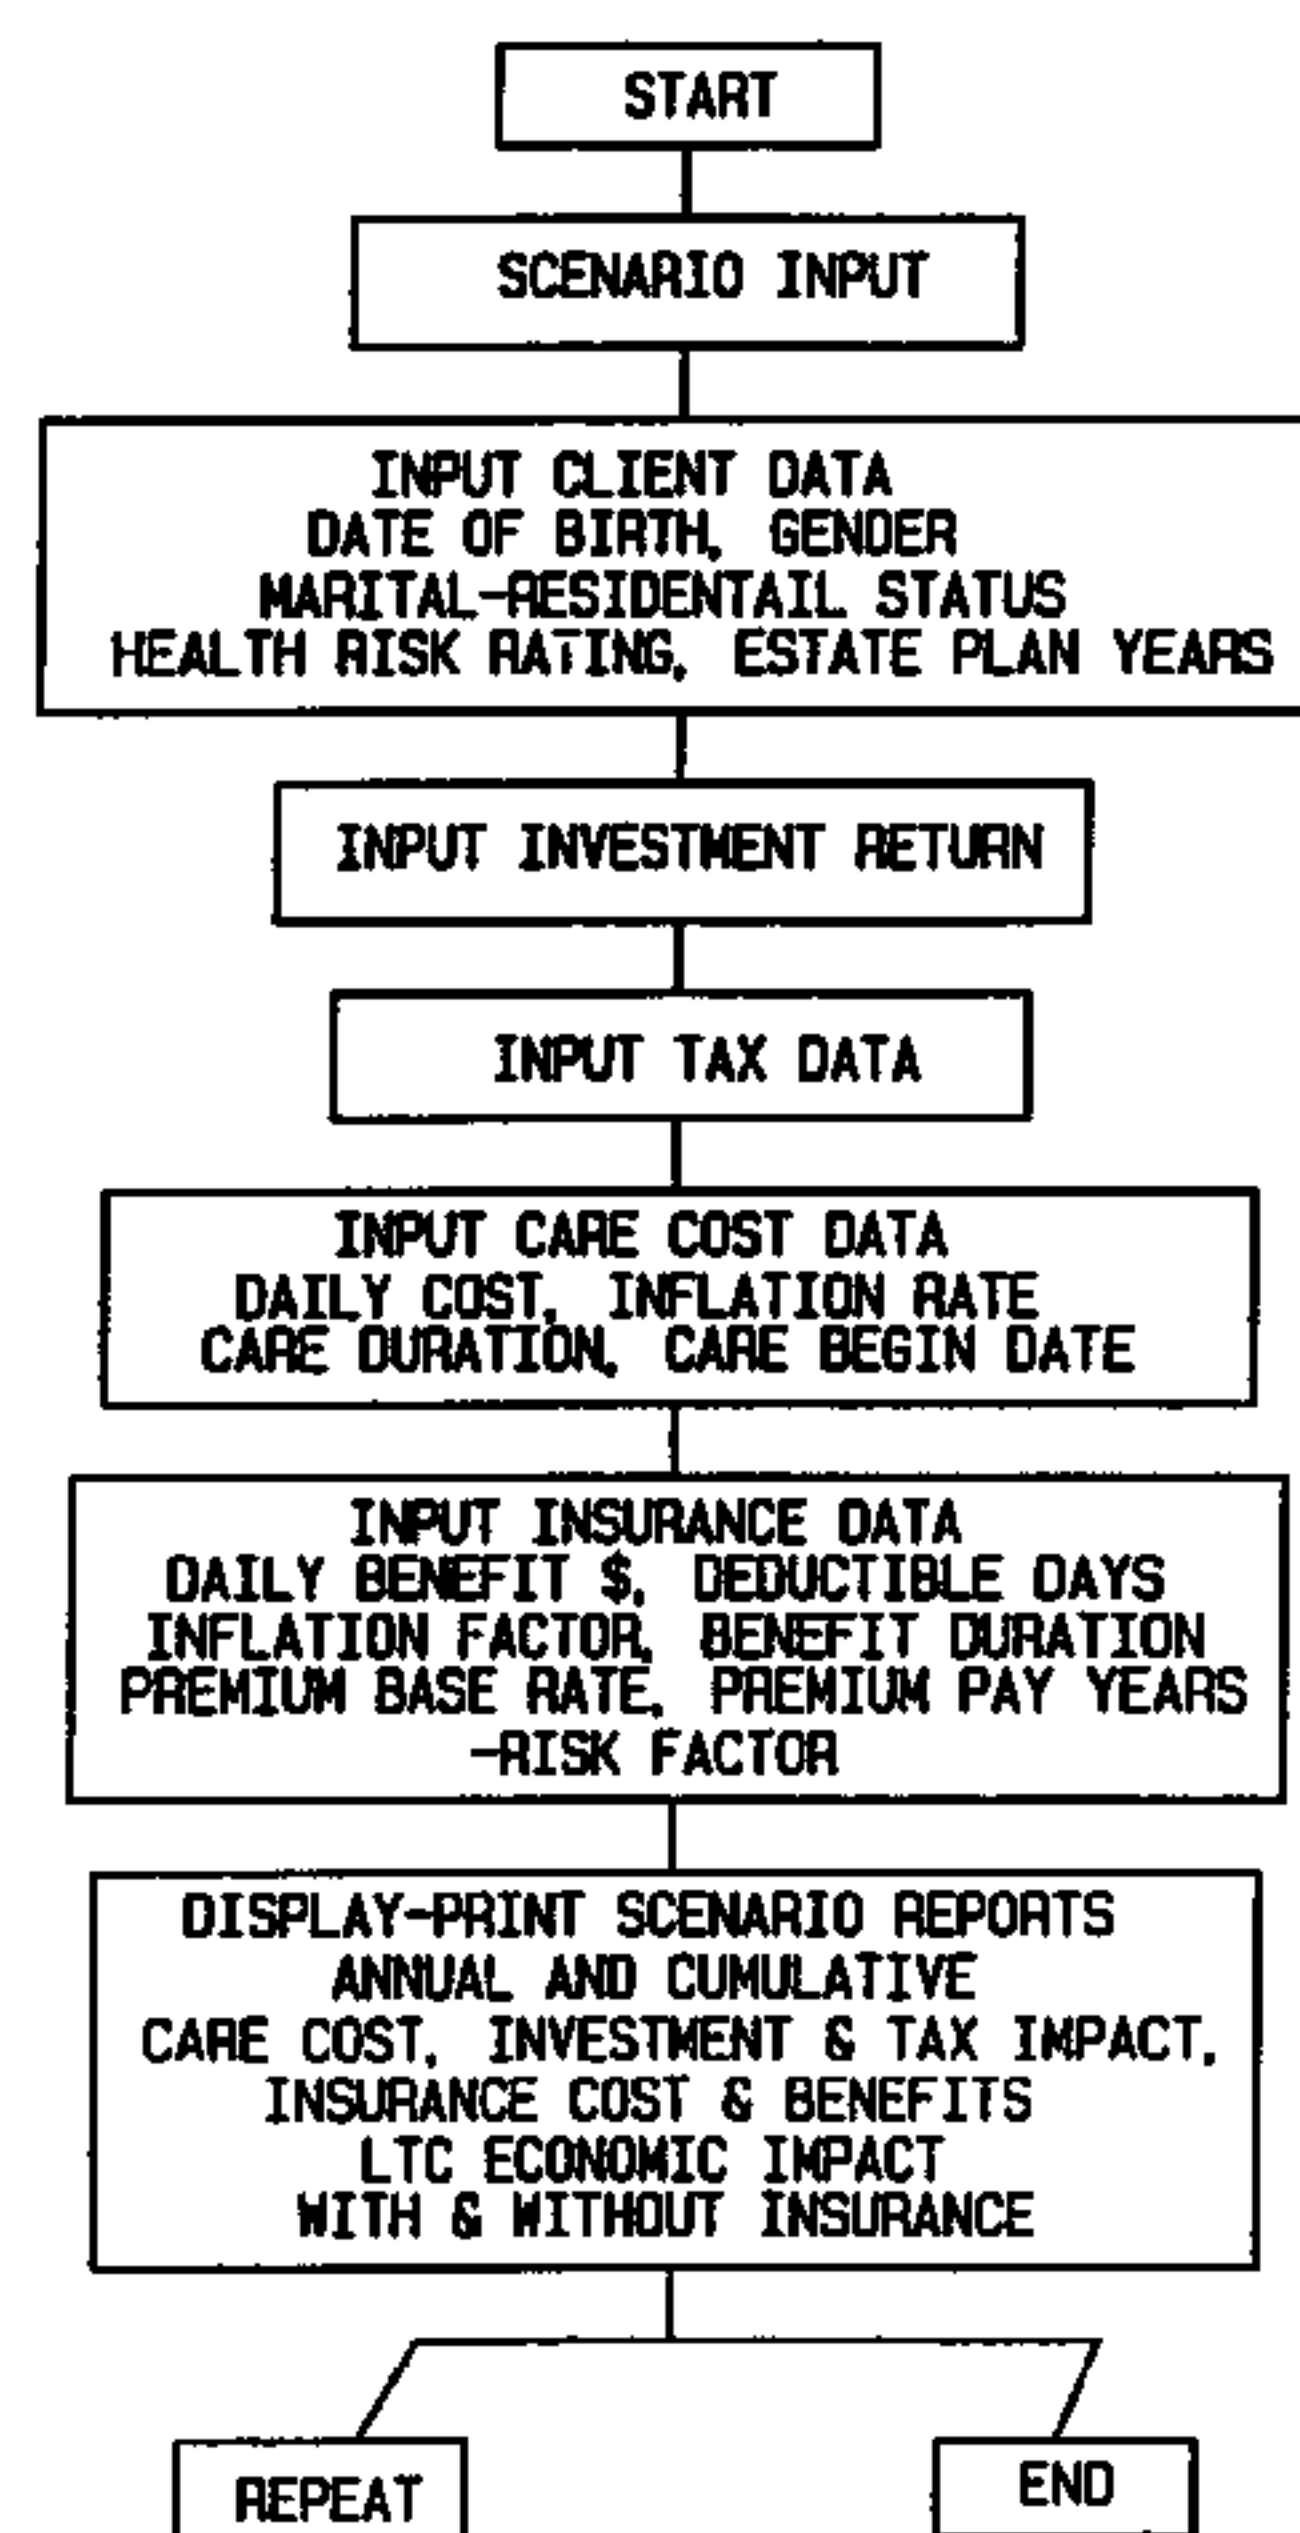 START
SCENARIO INPUT
INPUT CLIENT DATA
DATE OF BIRTH, GENDER
MARITAL-RESIDENTAIL STATUS
HEALTH RISK RATING, ESTATE PLAN YEARS
INPUT INVESTMENT RETURN
INPUT TAX DATA
INPUT CARE COST DATA
DAILY COST, INFLATION RATE
CARE DURATION, CARE BEGIN DATE
INPUT INSURANCE DATA
DAILY BENEFIT $, DEDUCTIBLE DAYS
INFLATION FACTOR, BENEFIT DURATION
PREMIUM BASE RATE, PREMIUM PAY YEARS
-RISK FACTOR
DISPLAY-PRINT SCENARIO REPORTS
ANNUAL AND CUMULATIVE
CARE COST, INVESTMENT & TAX IMPACT,
INSURANCE COST & BENEFITS
LTC ECONOMIC IMPACT
WITH & WITHOUT INSURANCE
REPEAT
END